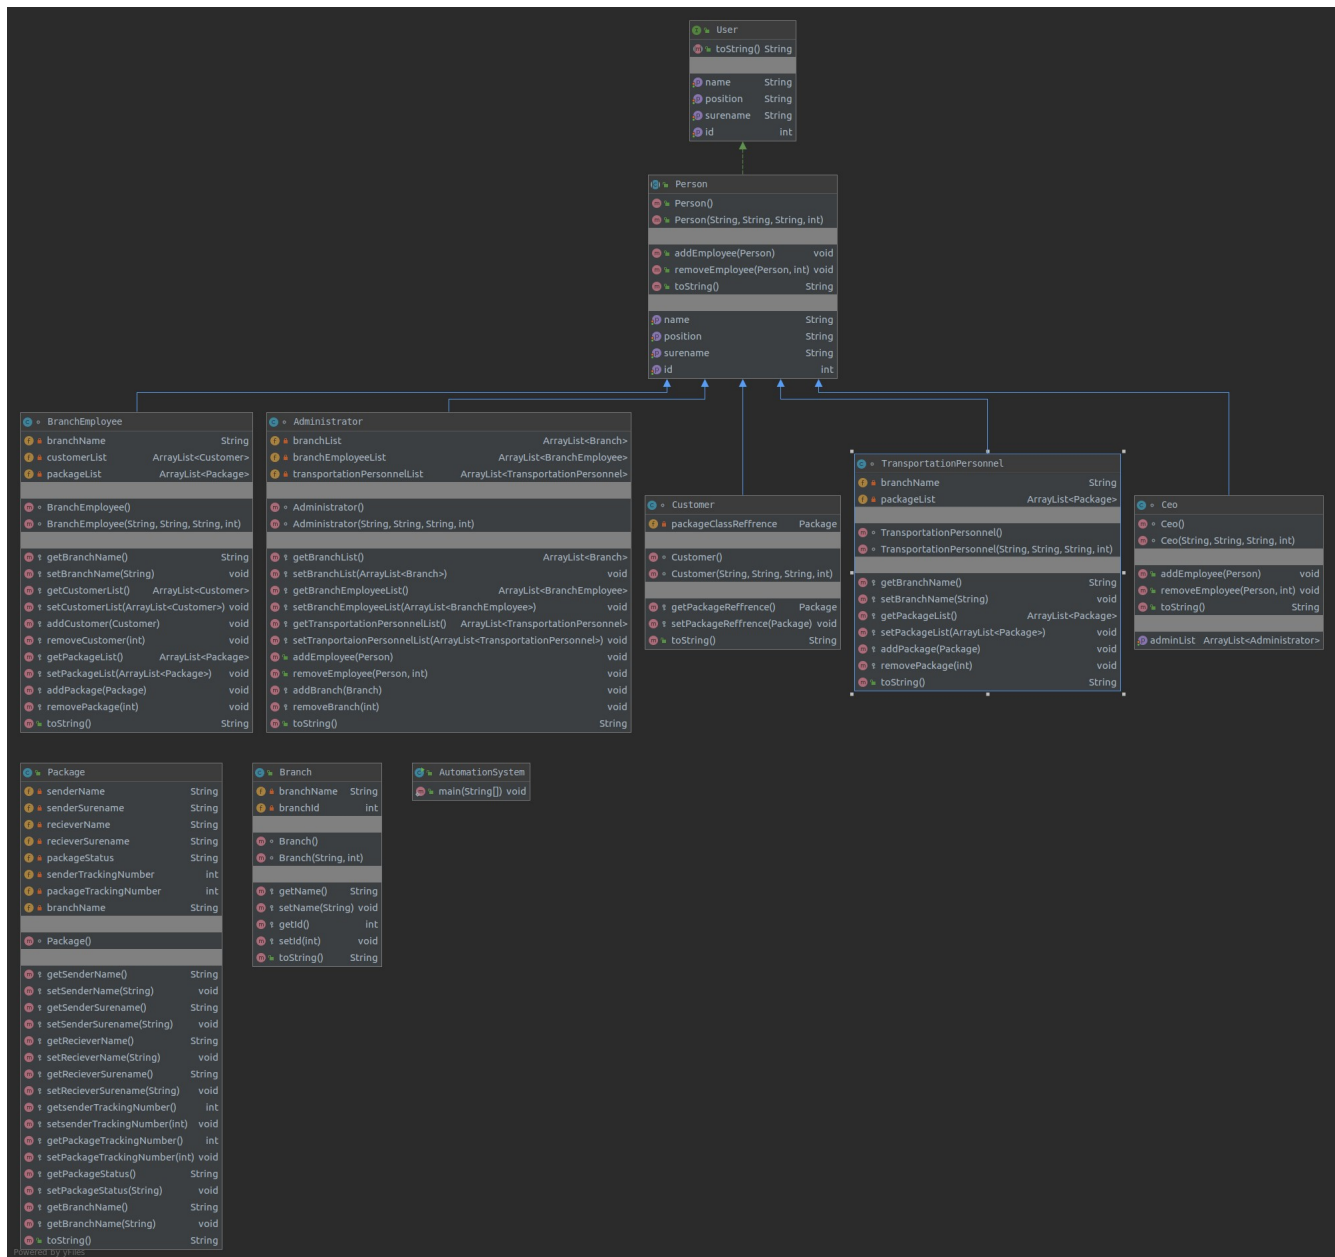 User
toString() String
name String
position String
surename String
id int
Person
Person()
Person(String, String, String, int)
addEmployee(Person) void
removeEmployee(Person, int) void
toString() String
name String
position String
surename String
id int
BranchEmployee
branchName String
customerList ArrayList<Customer>
packageList ArrayList<Package>
BranchEmployee()
BranchEmployee(String, String, String, int)
getBranchName() String
setBranchName(String) void
getCustomerList() ArrayList<Customer>
setCustomerList(ArrayList<Customer>) void
addCustomer(Customer) void
removeCustomer(int) void
getPackageList() ArrayList<Package>
setPackageList(ArrayList<Package>) void
addPackage(Package) void
removePackage(int) void
toString() String
Administrator
branchList ArrayList<Branch>
branchEmployeeList ArrayList<BranchEmployee>
transportationPersonnelList ArrayList<TransportationPersonnel>
Administrator()
Administrator(String, String, String, int)
getBranchList() ArrayList<Branch>
setBranchList(ArrayList<Branch>) void
getBranchEmployeeList() ArrayList<BranchEmployee>
setBranchEmployeeList(ArrayList<BranchEmployee>) void
getTransportationPersonnelList() ArrayList<TransportationPersonnel>
setTranportaionPersonnelList(ArrayList<TransportationPersonnel>) void
addEmployee(Person) void
removeEmployee(Person, int) void
addBranch(Branch) void
removeBranch(int) void
toString() String
Customer
packageClassReffrence Package
Customer()
Customer(String, String, String, int)
getPackageReffrence() Package
setPackageReffrence(Package) void
toString() String
TransportationPersonnel
branchName String
packageList ArrayList<Package>
TransportationPersonnel()
TransportationPersonnel(String, String, String, int)
getBranchName() String
setBranchName(String) void
getPackageList() ArrayList<Package>
setPackageList(ArrayList<Package>) void
addPackage(Package) void
removePackage(int) void
toString() String
Ceo
Ceo()
Ceo(String, String, String, int)
addEmployee(Person) void
removeEmployee(Person, int) void
toString() String
adminList ArrayList<Administrator>
Package
senderName String
senderSurename String
recieverName String
recieverSurename String
packageStatus String
senderTrackingNumber int
packageTrackingNumber int
branchName String
Package()
getSenderName() String
setSenderName(String) void
getSenderSurename() String
setSenderSurename(String) void
getRecieverName() String
setRecieverName(String) void
getRecieverSurename() String
setRecieverSurename(String) void
getsenderTrackingNumber() int
setsenderTrackingNumber(int) void
getPackageTrackingNumber() int
setPackageTrackingNumber(int) void
getPackageStatus() String
setPackageStatus(String) void
getBranchName() String
getBranchName(String) void
toString() String
Branch
branchName String
branchId int
Branch()
Branch(String, int)
getName() String
setName(String) void
getId() int
setId(int) void
toString() String
AutomationSystem
main(String[]) void
Powered by yFiles